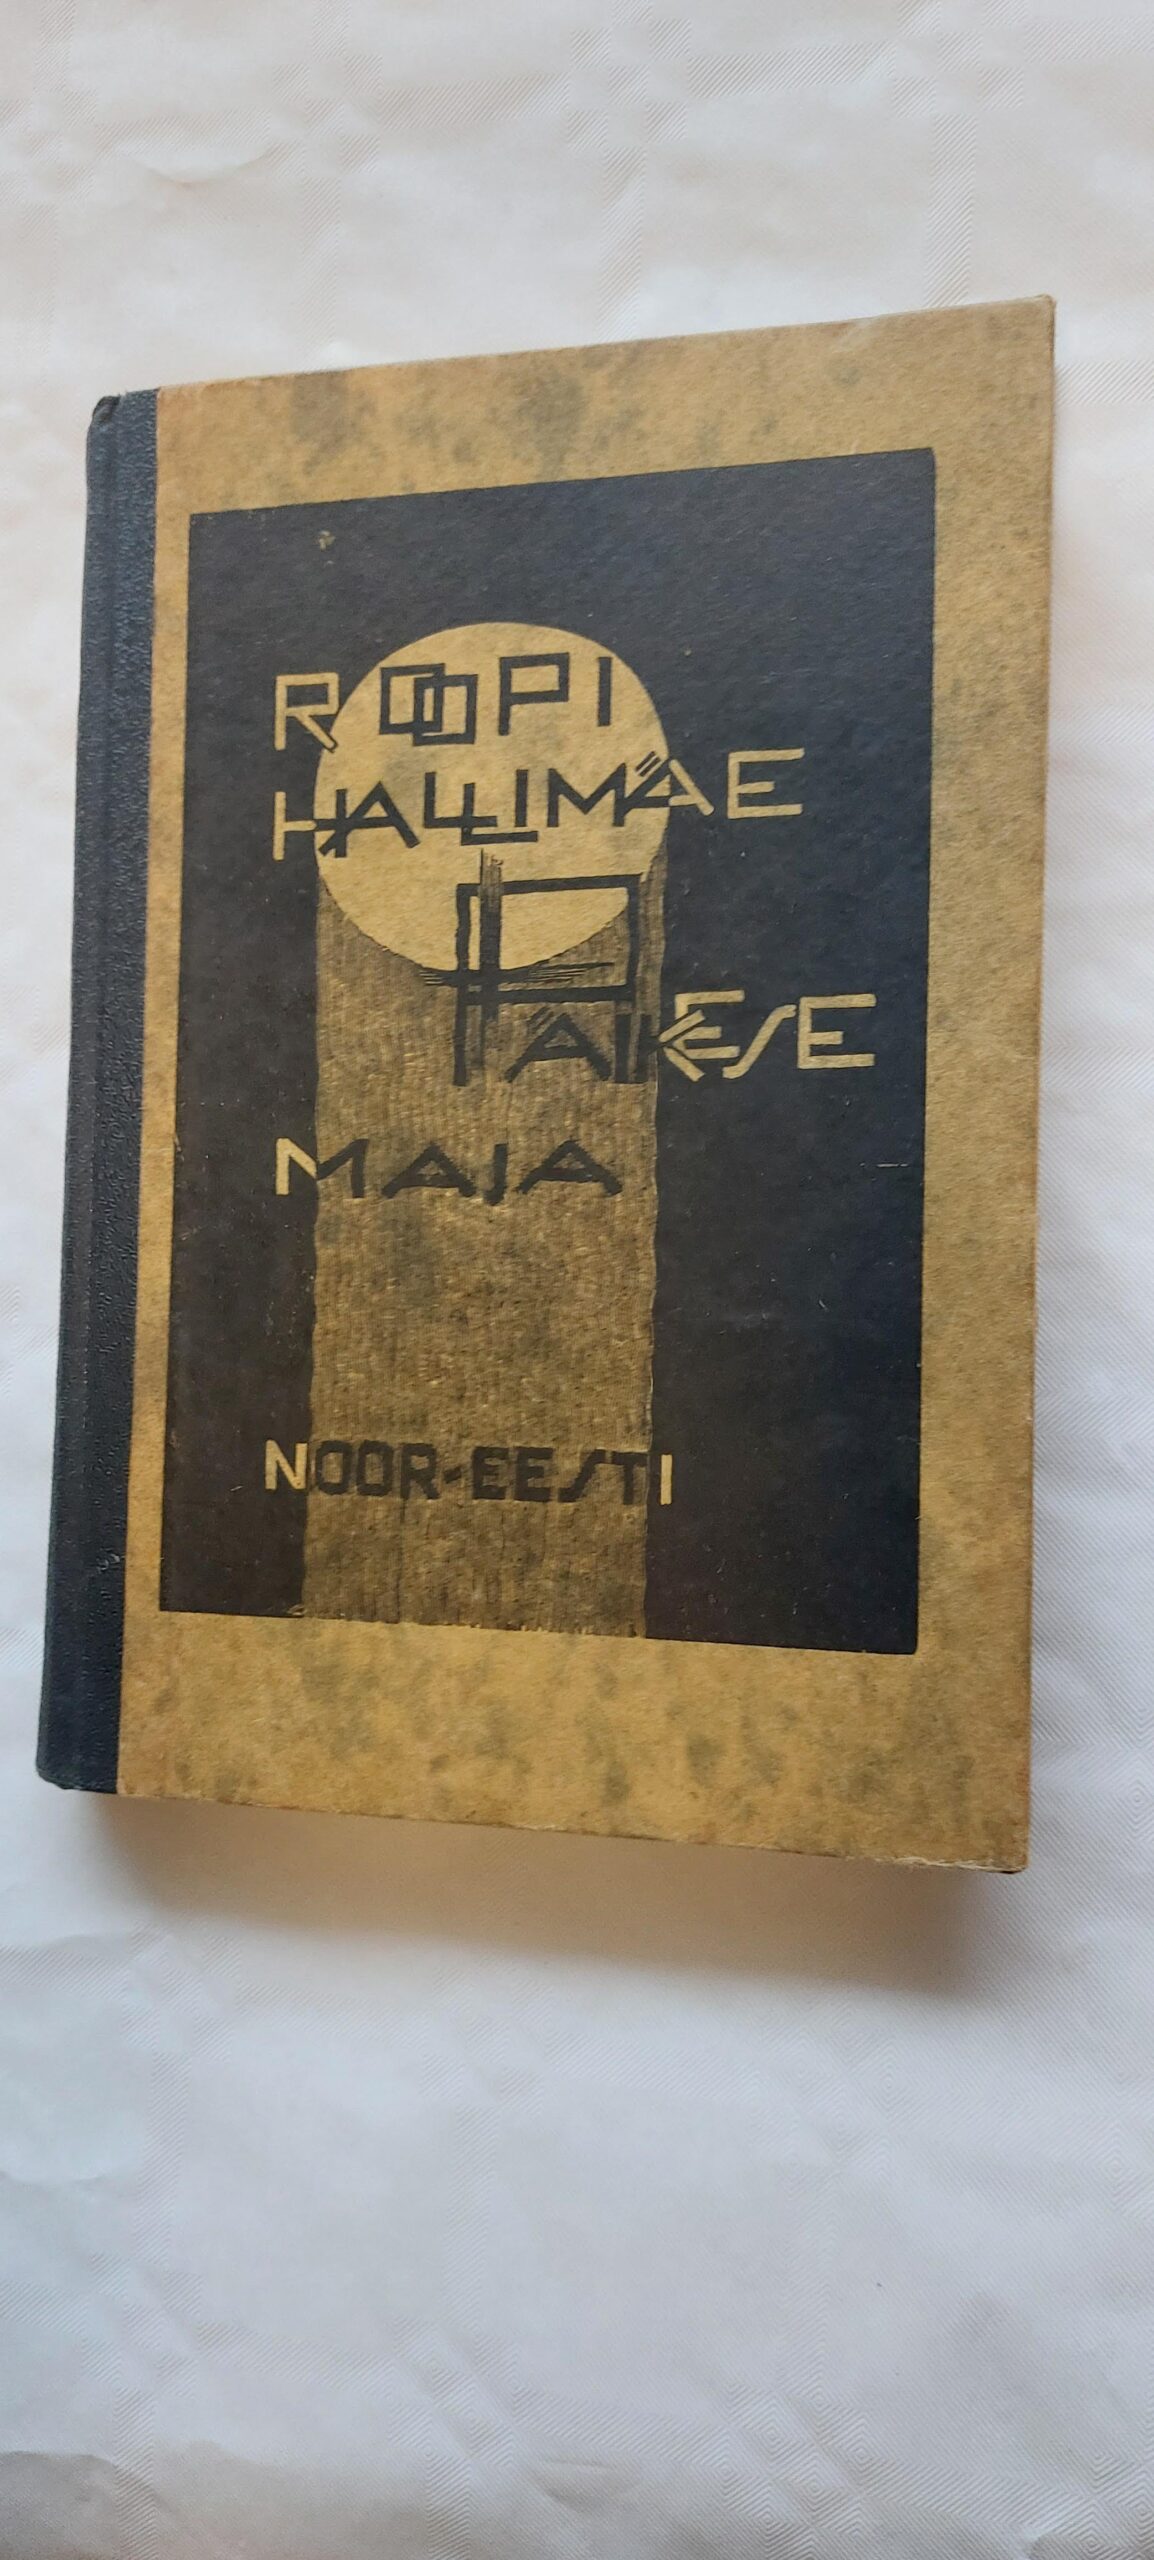 ROOPI
HALLIMÄE
PÄIKESE
MAJA
NOOR-EESTI